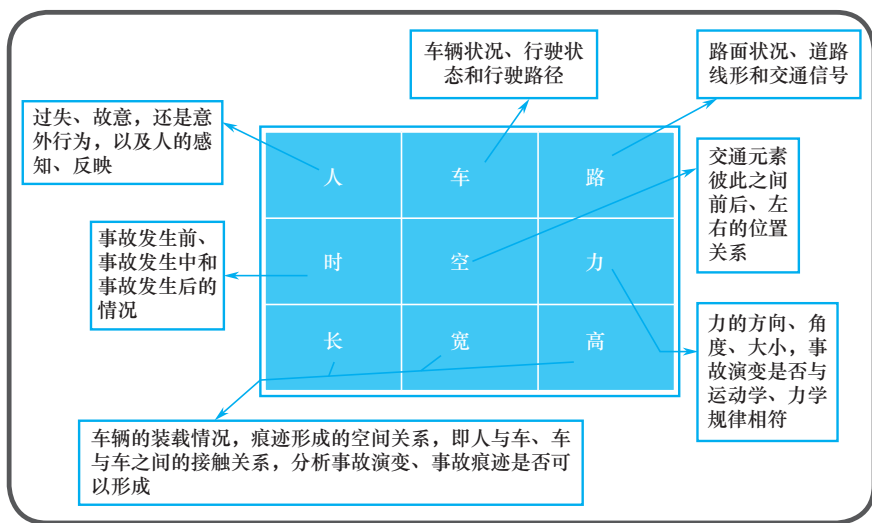 车辆状况、行驶状
态和行驶路径
路面状况、道路
线形和交通信号
过失、故意，还是意
外行为，以及人的感
知、反映
人
车
路
交通元素
彼此之间
前后、左
右的位置
关系
事故发生前、
事故发生中和
事故发生后的
情况
时
空
力
力的方向、角
度、大小，事
故演变是否与
运动学、力学
规律相符
长
宽
高
车辆的装载情况，痕迹形成的空间关系，即人与车、车
与车之间的接触关系，分析事故演变、事故痕迹是否可
以形成